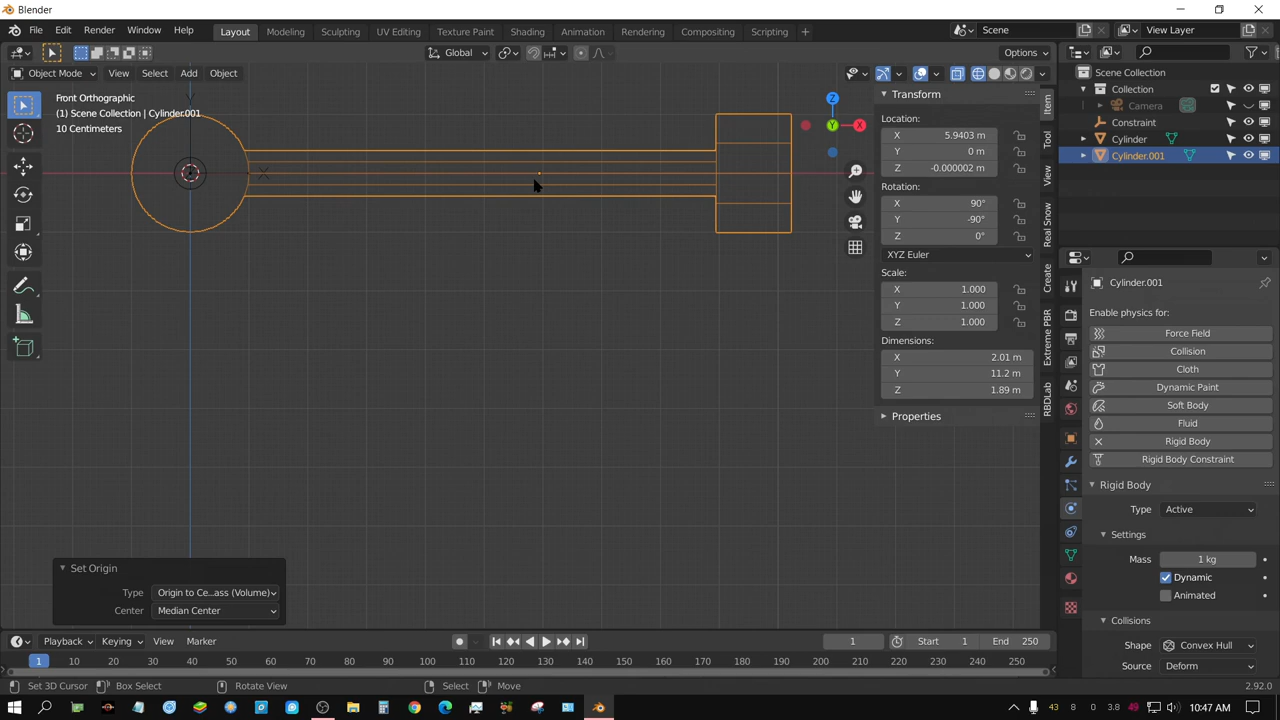 Blender
File Edit Render Window Help
Layout Modeling Sculpting UV Editing Texture Paint Shading Animation Rendering Compositing Scripting +
Scene
View Layer
Global
Options
Object Mode View Select Add Object
Front Orthographic
(1) Scene Collection | Cylinder.001
10 Centimeters
Z
Y
X
Transform
Location:
X 5.9403 m
Y 0 m
Z -0.000002 m
Rotation:
X 90°
Y -90°
Z 0°
XYZ Euler
Scale:
X 1.000
Y 1.000
Z 1.000
Dimensions:
X 2.01 m
Y 11.2 m
Z 1.89 m
Properties
Item
Tool
View
Real Snow
Create
Extreme PBR
RBDLab
Scene Collection
Collection
Camera
Constraint
Cylinder
Cylinder.001
Cylinder.001
Enable physics for:
Force Field
Collision
Cloth
Dynamic Paint
Soft Body
Fluid
Rigid Body
Rigid Body Constraint
Rigid Body
Type Active
Settings
Mass 1 kg
Dynamic
Animated
Collisions
Shape Convex Hull
Source Deform
Set Origin
Type Origin to Ce...ass (Volume)
Center Median Center
Playback Keying View Marker
1 Start 1 End 250
1 10 20 30 40 50 60 70 80 90 100 110 120 130 140 150 160 170 180 190 200 210 220 230 240 250
Set 3D Cursor Box Select Rotate View Select Move 2.92.0
43 8 0 3.8 49 10:47 AM